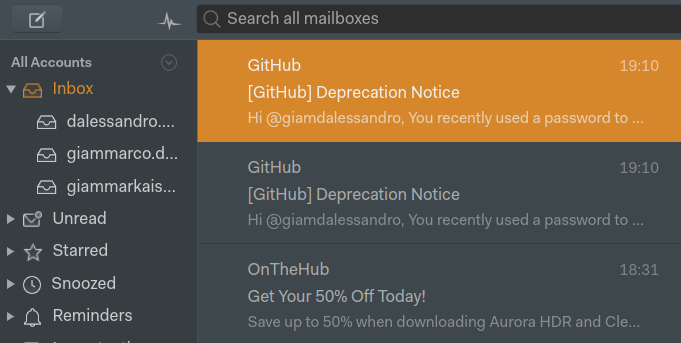 Search all mailboxes
All Accounts
Inbox
dalessandro....
giammarco.d...
giammarkais...
Unread
Starred
Snoozed
Reminders
GitHub 19:10
[GitHub] Deprecation Notice
Hi @giamdalessandro, You recently used a password to ...
GitHub 19:10
[GitHub] Deprecation Notice
Hi @giamdalessandro, You recently used a password to ...
OnTheHub 18:31
Get Your 50% Off Today!
Save up to 50% when downloading Aurora HDR and Cle...